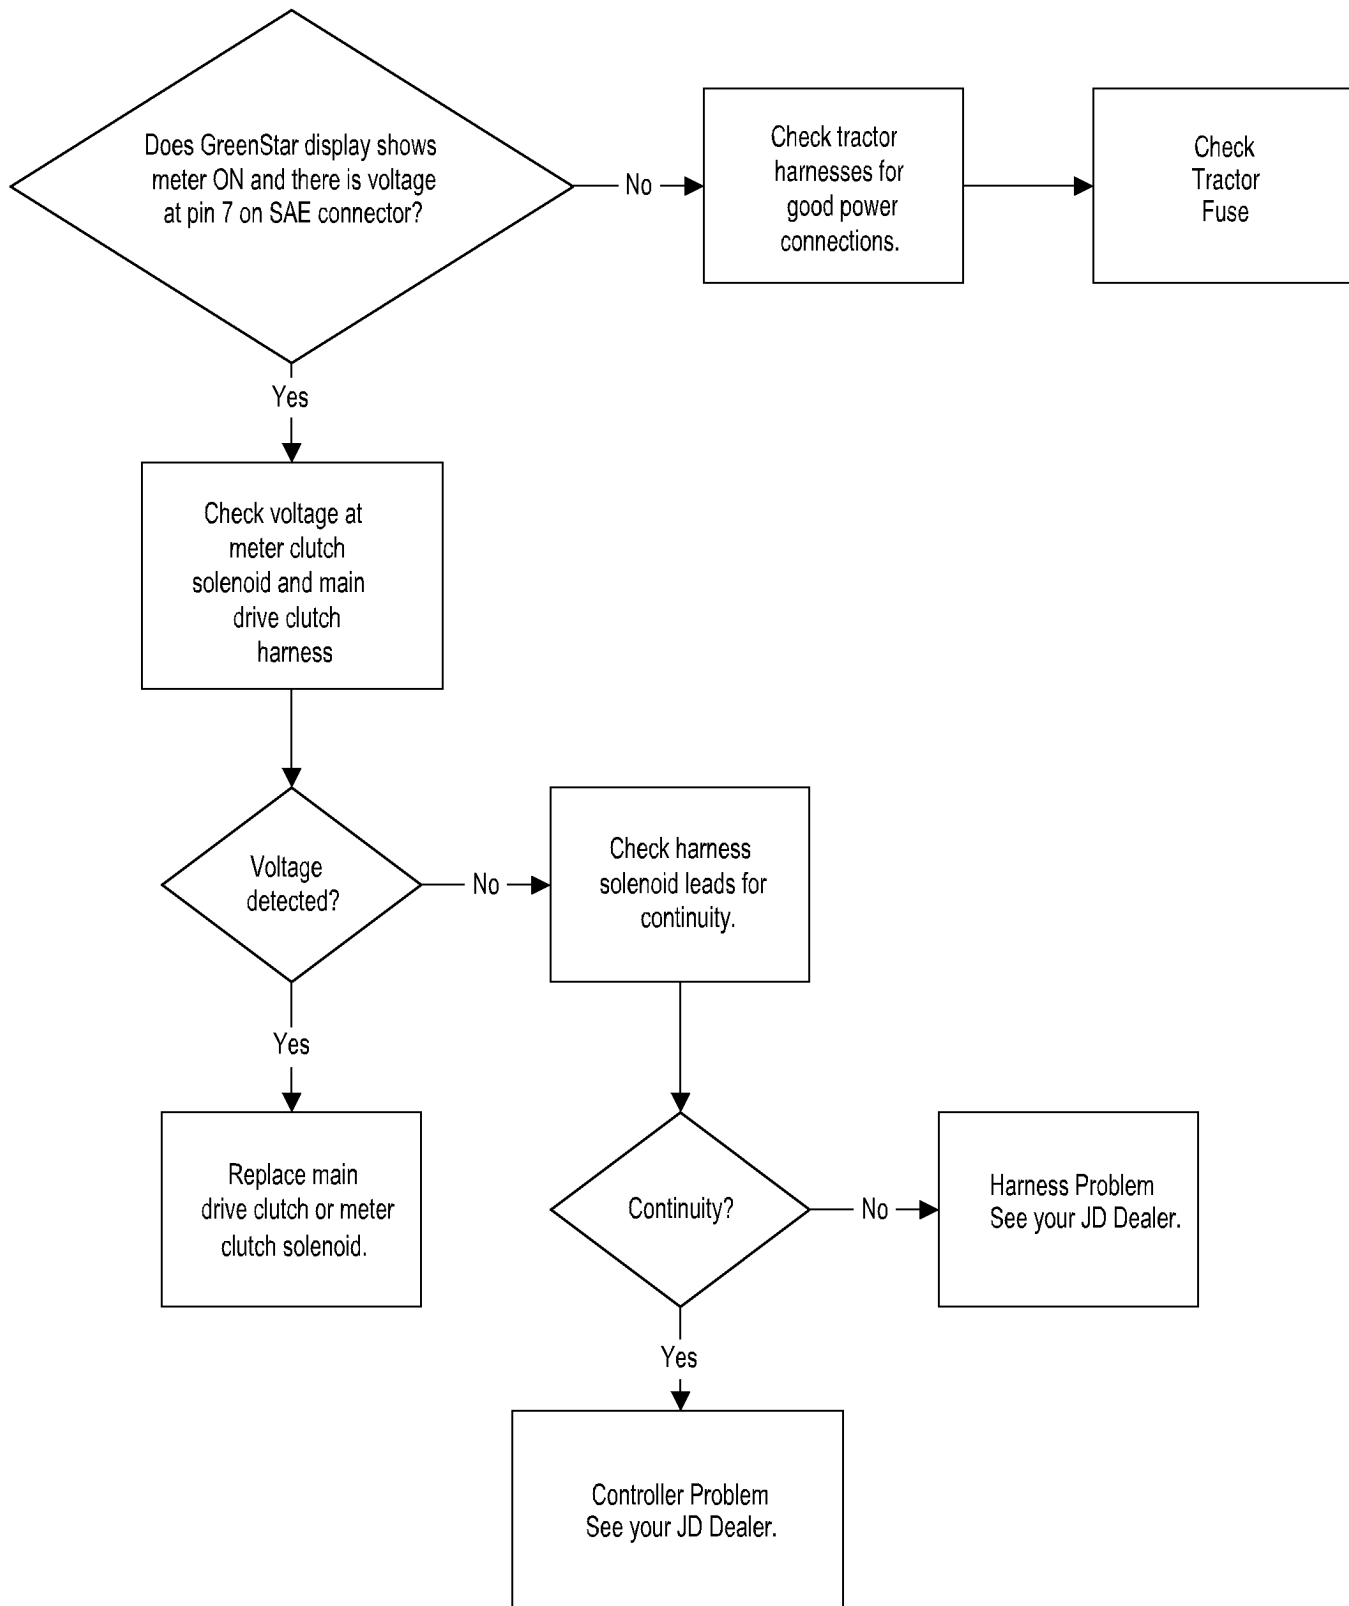 Does GreenStar display shows
meter ON and there is voltage
at pin 7 on SAE connector?
No
Check tractor
harnesses for
good power
connections.
Check
Tractor
Fuse
Yes
Check voltage at
meter clutch
solenoid and main
drive clutch
harness
Voltage
detected?
No
Check harness
solenoid leads for
continuity.
Yes
Replace main
drive clutch or meter
clutch solenoid.
Continuity?
No
Harness Problem
See your JD Dealer.
Yes
Controller Problem
See your JD Dealer.